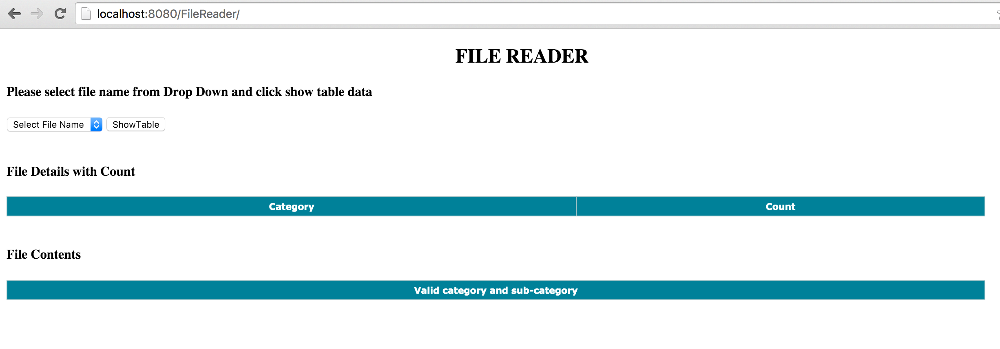 localhost:8080/FileReader/
FILE READER
Please select file name from Drop Down and click show table data
Select File Name ShowTable
File Details with Count
Category Count
File Contents
Valid category and sub-category